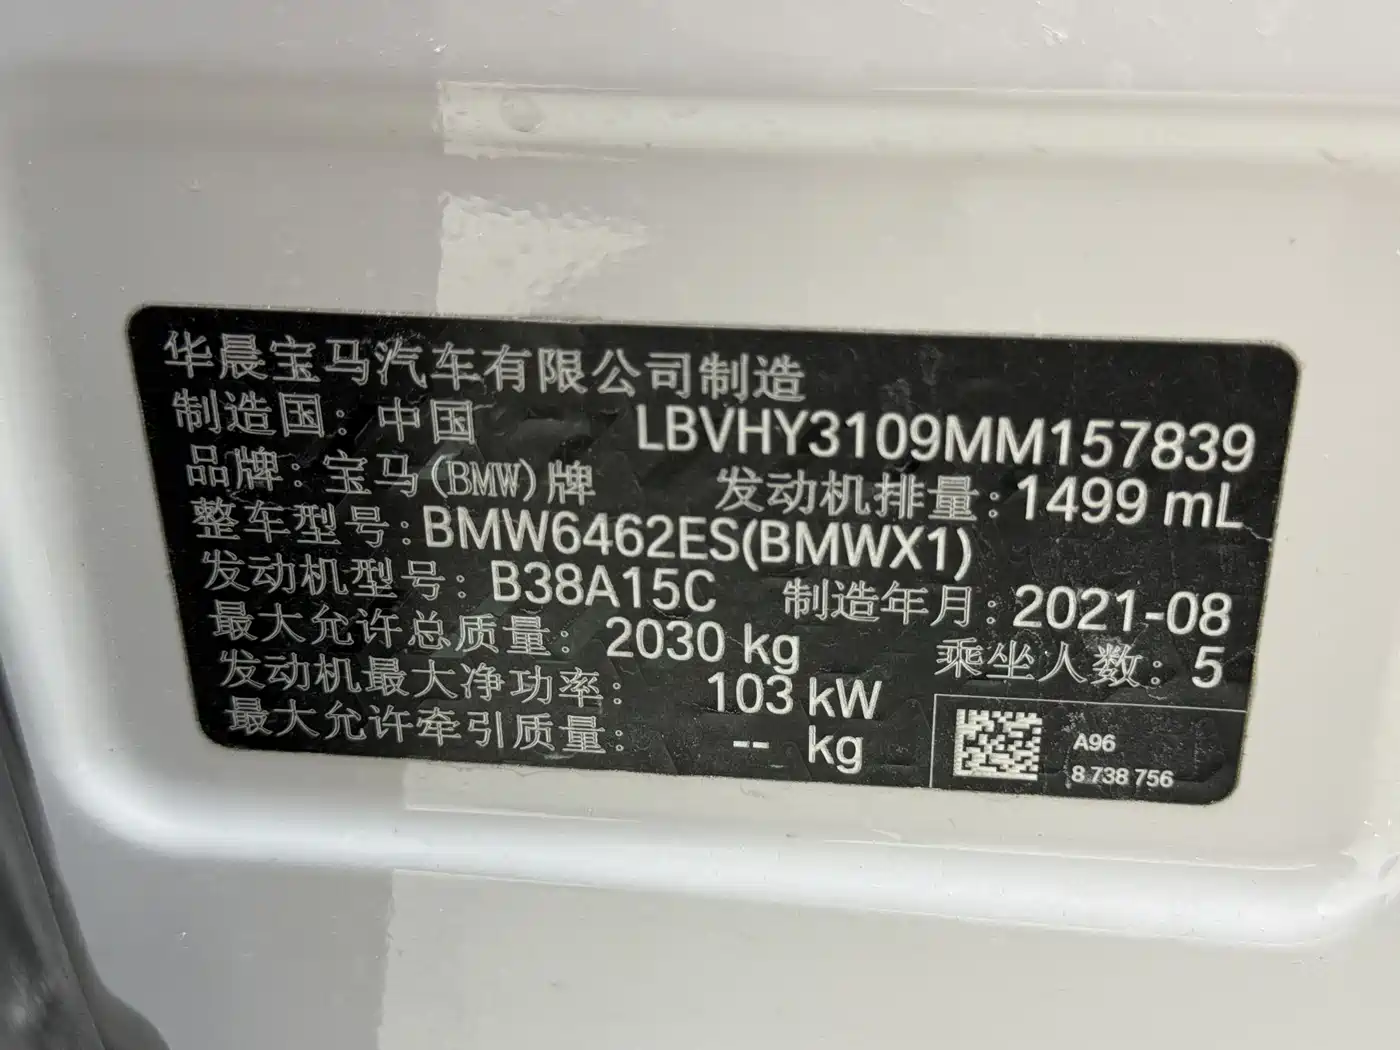 华晨宝马汽车有限公司制造
制造国：中国 LBVHY3109MM157839
品牌：宝马(BMW)牌 发动机排量：1499 mL
整车型号：BMW6462ES(BMWX1)
发动机型号：B38A15C 制造年月：2021-08
最大允许总质量：2030 kg 乘坐人数：5
发动机最大净功率：103 kW
最大允许牵引质量：-- kg
A96
8 738 756